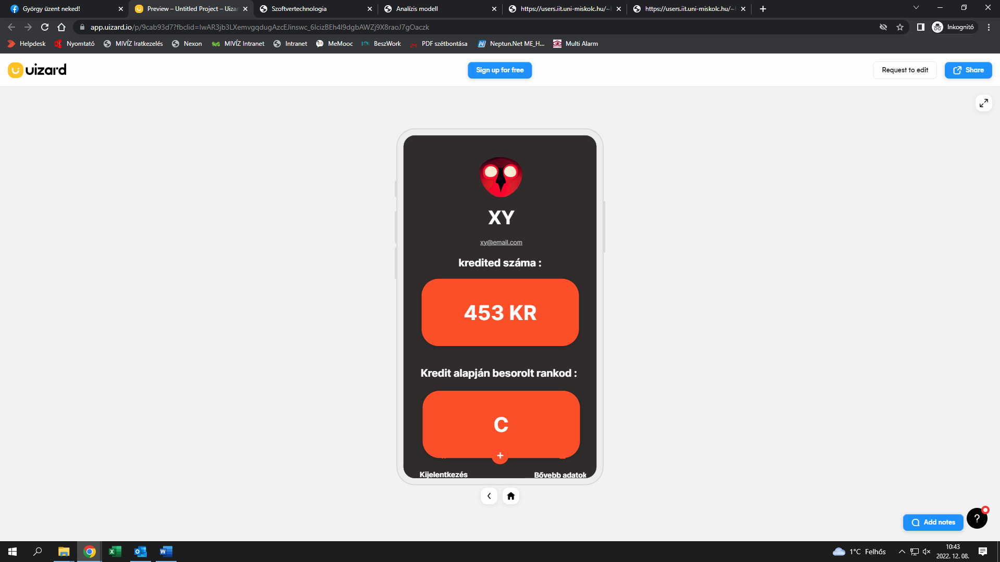 György üzent neked!
Preview – Untitled Project – Uizar
Szoftvertechnologia
Analízis modell
https://users.iit.uni-miskolc.hu/~
https://users.iit.uni-miskolc.hu/~
app.uizard.io/p/9cab93d7?fbclid=IwAR3jb3LXemvgqdugAzcEJinswc_6lcizBEh4I9dgbAWZj9X8raoJ7gOaczk
Inkognitó
Helpdesk
Nyomtató
MIVÍZ Iratkezelés
Nexon
MIVÍZ Intranet
Intranet
MeMooc
BeszWork
PDF szétbontása
Neptun.Net ME_H...
Multi Alarm
uizard
Sign up for free
Request to edit
Share
XY
xy@email.com
kredited száma :
453 KR
Kredit alapján besorolt rankod :
C
+
Kijelentkezés
Bővebb adatok
Add notes
?
1°C Felhős
10:43
2022. 12. 08.